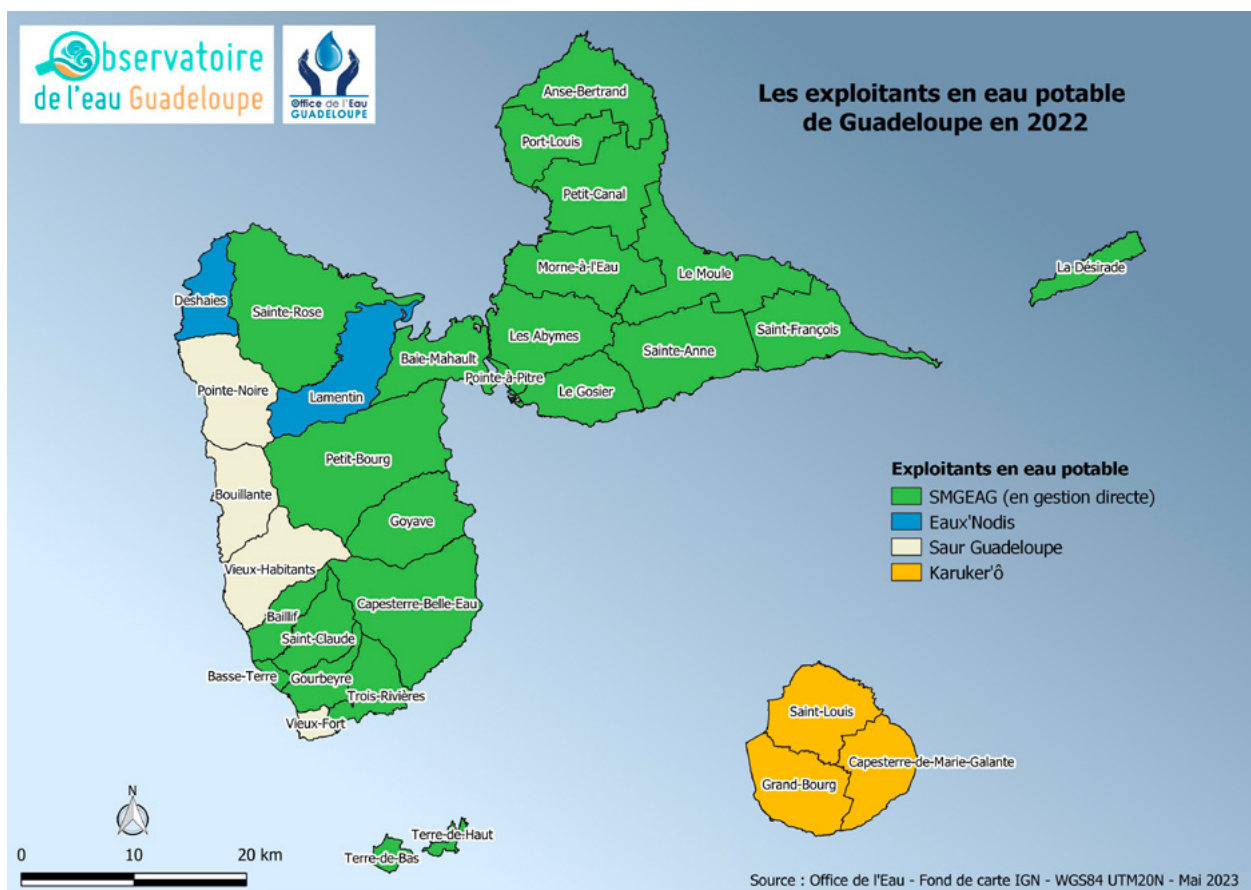 Observatoire
de l'eau Guadeloupe
Office de l'Eau
GUADELOUPE
Les exploitants en eau potable
de Guadeloupe en 2022
Anse-Bertrand
Port-Louis
Petit-Canal
Morne-à-l'Eau
Le Moule
La Désirade
Deshaies
Sainte-Rose
Les Abymes
Saint-François
Sainte-Anne
Baie-Mahault
Pointe-à-Pitre
Le Gosier
Pointe-Noire
Lamentin
Petit-Bourg
Bouillante
Goyave
Vieux-Habitants
Capesterre-Belle-Eau
Baillif
Saint-Claude
Basse-Terre
Gourbeyre
Trois-Rivières
Vieux-Fort
Exploitants en eau potable
SMGEAG (en gestion directe)
Eaux'Nodis
Saur Guadeloupe
Karuker'ô
Saint-Louis
Capesterre-de-Marie-Galante
Grand-Bourg
Terre-de-Haut
Terre-de-Bas
N
0 10 20 km
Source : Office de l'Eau - Fond de carte IGN - WGS84 UTM20N - Mai 2023